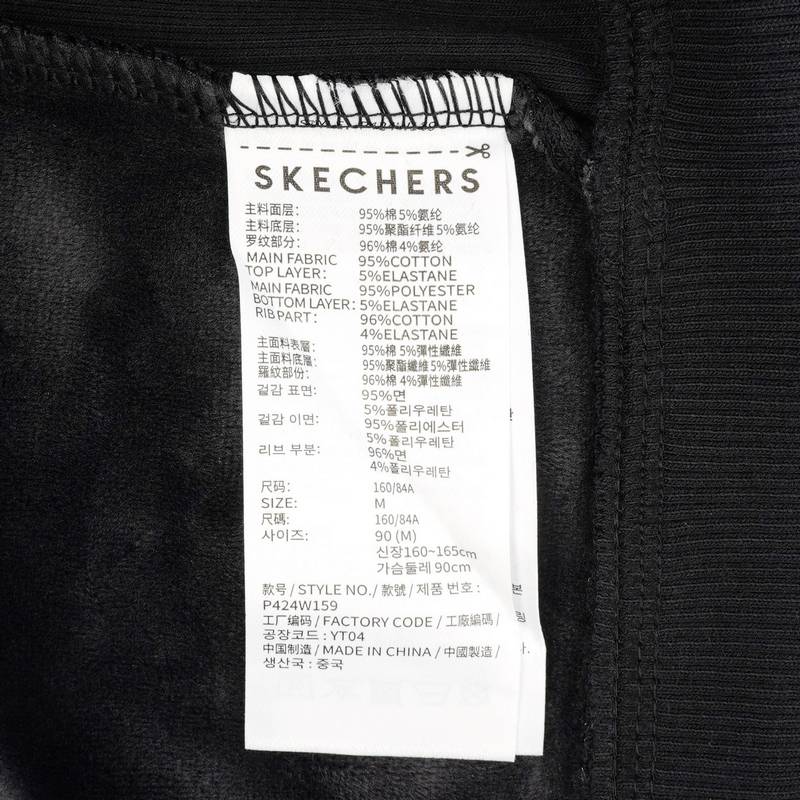 SKECHERS
主料面层: 95%棉 5%氨纶
主料底层: 95%聚酯纤维 5%氨纶
罗纹部分: 96%棉 4%氨纶
MAIN FABRIC 95%COTTON
TOP LAYER: 5%ELASTANE
MAIN FABRIC 95%POLYESTER
BOTTOM LAYER: 5%ELASTANE
RIB PART: 96%COTTON
4%ELASTANE
主面料表層: 95%棉 5%彈性纖維
主面料底層: 95%聚酯纖維 5%彈性纖維
羅紋部份: 96%棉 4%彈性纖維
겉감 표면: 95%면
5%폴리우레탄
겉감 이면: 95%폴리에스터
5%폴리우레탄
리브 부분: 96%면
4%폴리우레탄
尺码: 160/84A
SIZE: M
尺碼: 160/84A
사이즈: 90 (M)
신장160~165cm
가슴둘레 90cm
款号 / STYLE NO. / 款號 / 제품 번호 :
P424W159
工厂编码 / FACTORY CODE / 工廠編碼 /
공장코드 : YT04
中国制造 / MADE IN CHINA / 中國製造 /
생산국 : 중국